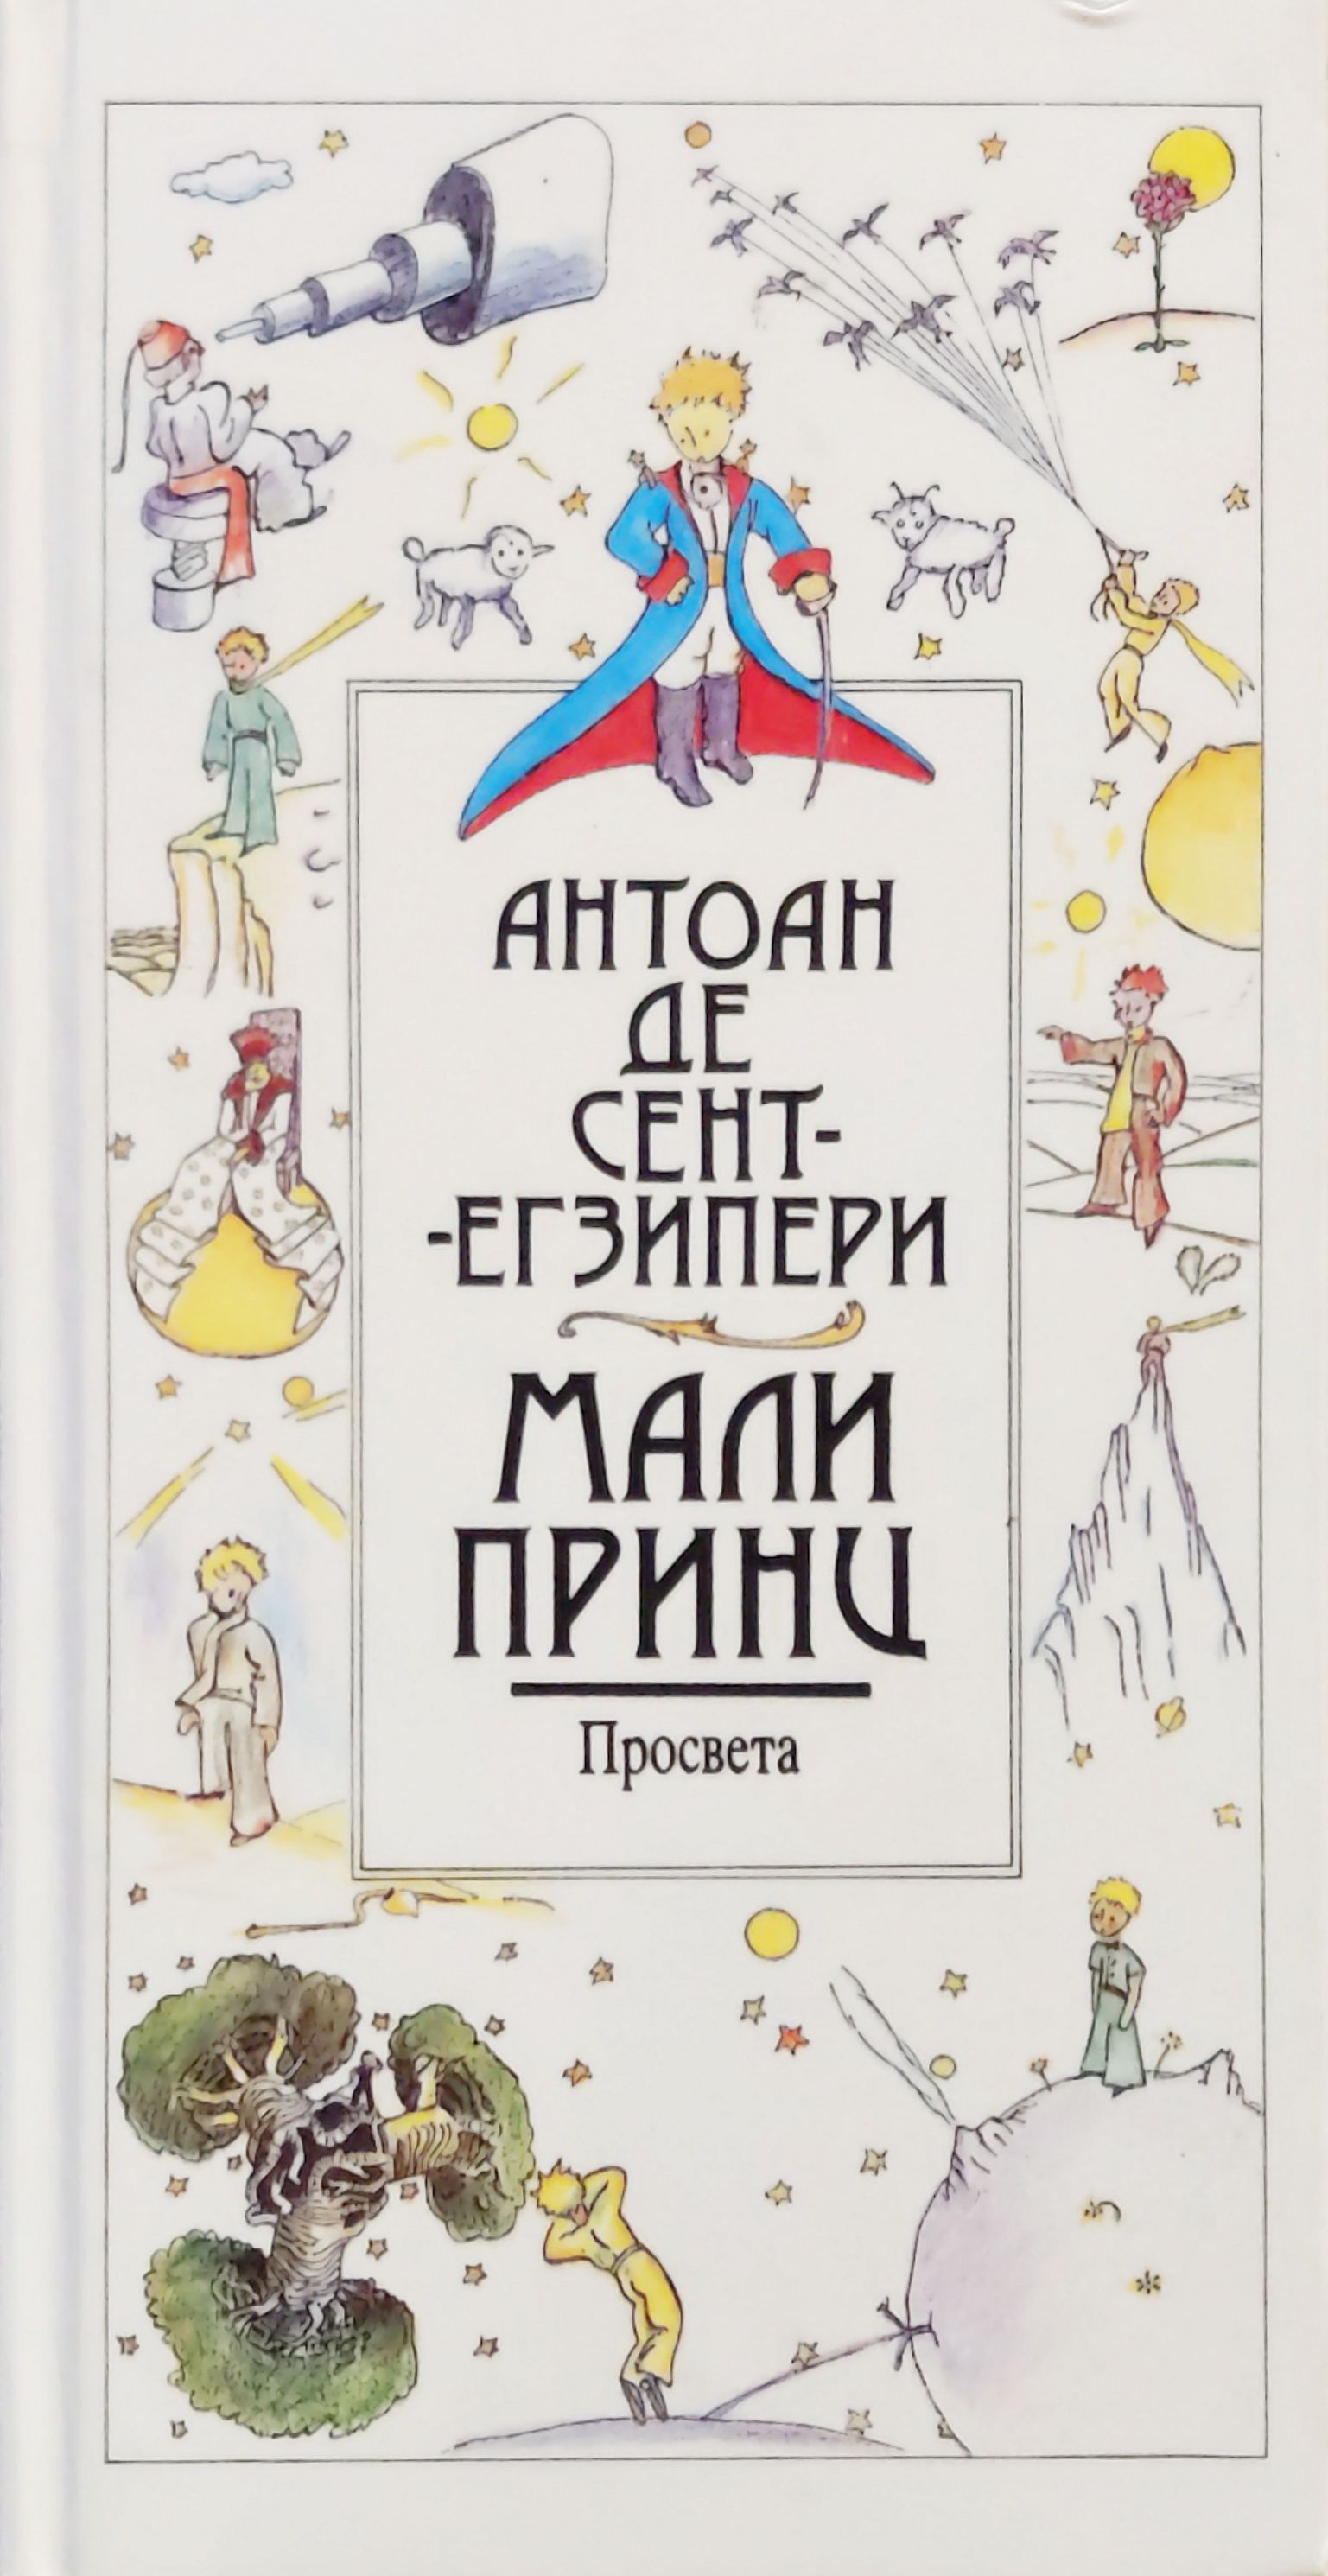 АНТОАН
ДЕ
СЕНТ-
-ЕГЗИПЕРИ
МАЛИ
ПРИНЦ
Просвета